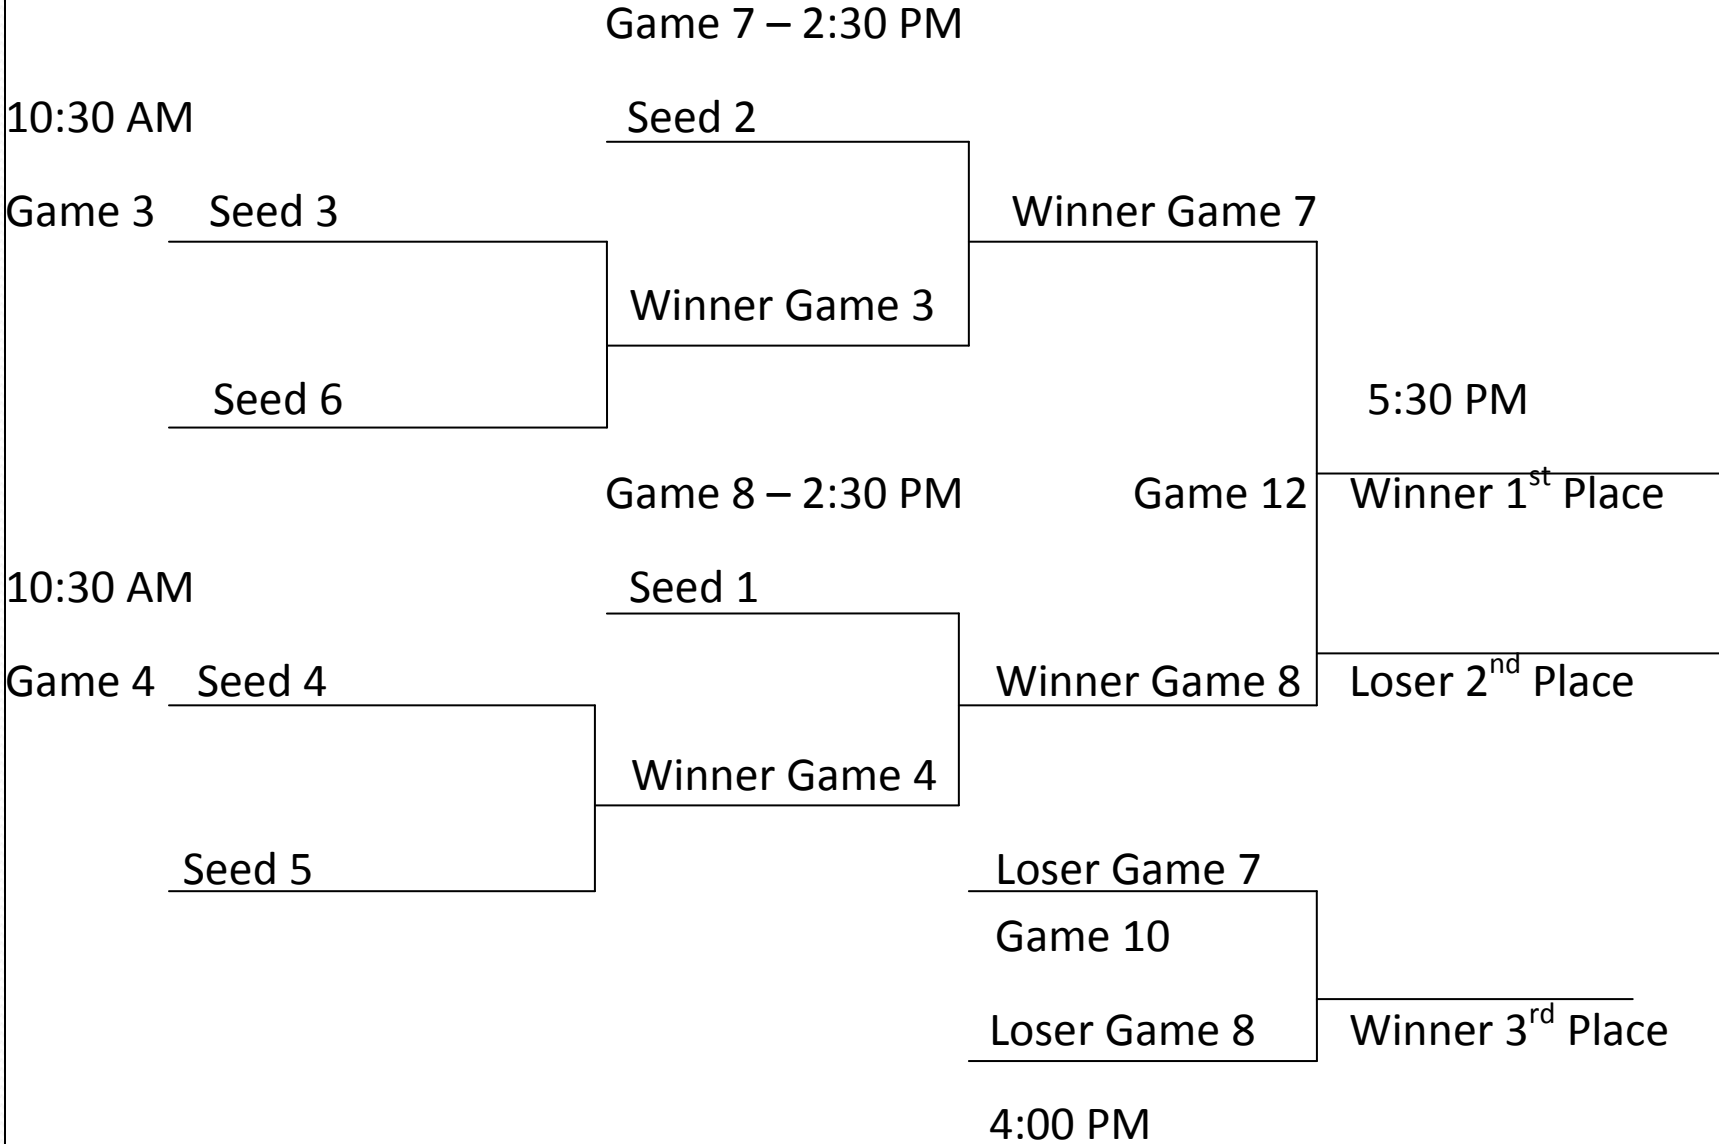 Game 7 – 2:30 PM
10:30 AM Seed 2
Game 3 Seed 3 Winner Game 7
Winner Game 3
Seed 6 5:30 PM
Game 8 – 2:30 PM Game 12 Winner 1st Place
10:30 AM Seed 1
Game 4 Seed 4 Winner Game 8 Loser 2nd Place
Winner Game 4
Seed 5 Loser Game 7
Game 10
Loser Game 8 Winner 3rd Place
4:00 PM